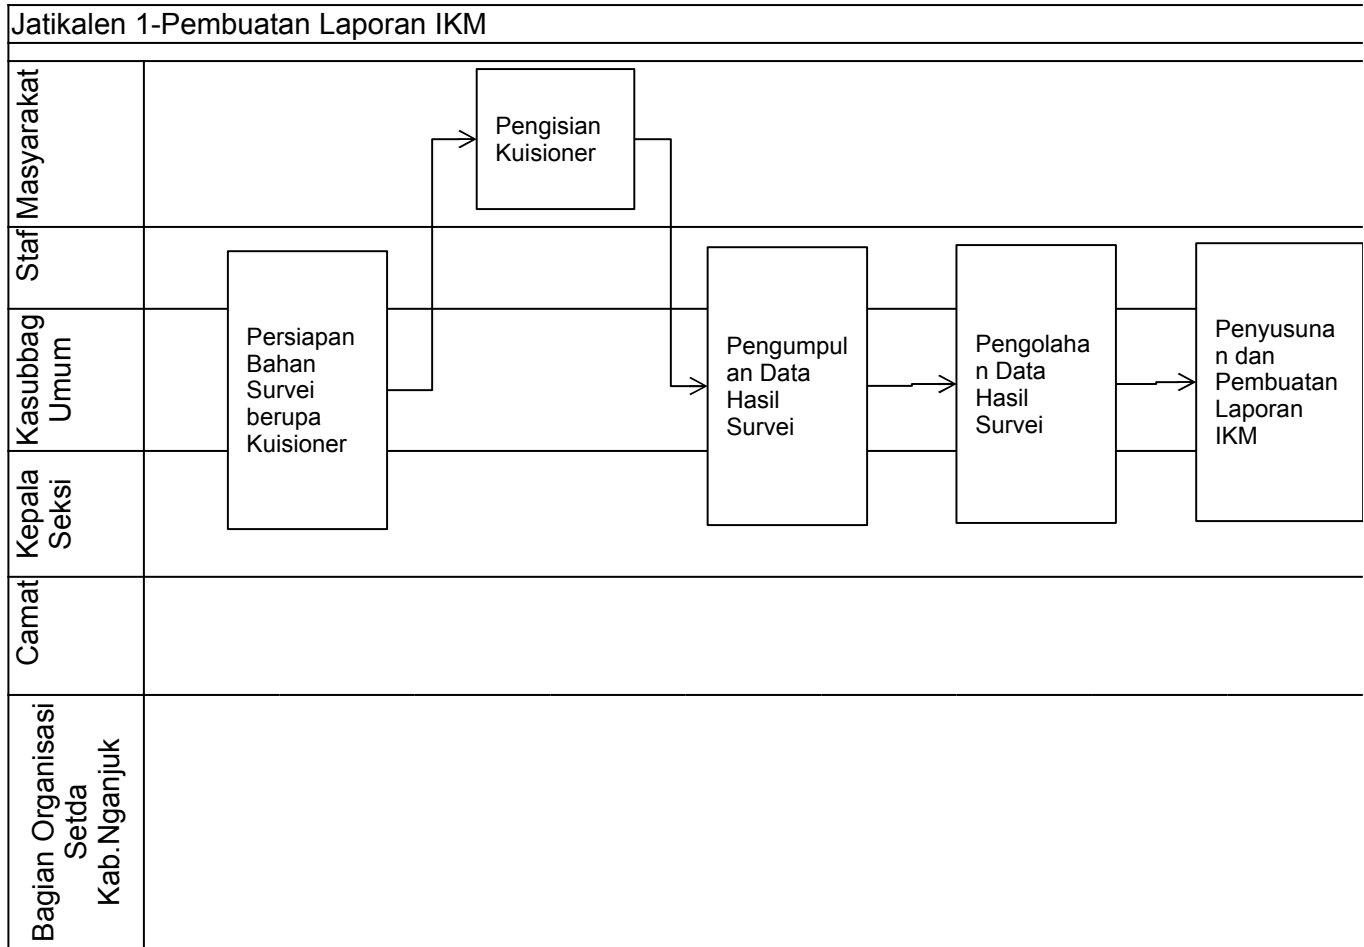 Jatikalen 1-Pembuatan Laporan IKM
Masyarakat
Pengisian
Kuisioner
Staf
Kasubbag
Umum
Kepala
Seksi
Persiapan
Bahan
Survei
berupa
Kuisioner
Pengumpul
an Data
Hasil
Survei
Pengolaha
n Data
Hasil
Survei
Penyusuna
n dan
Pembuatan
Laporan
IKM
Camat
Bagian Organisasi
Setda
Kab.Nganjuk